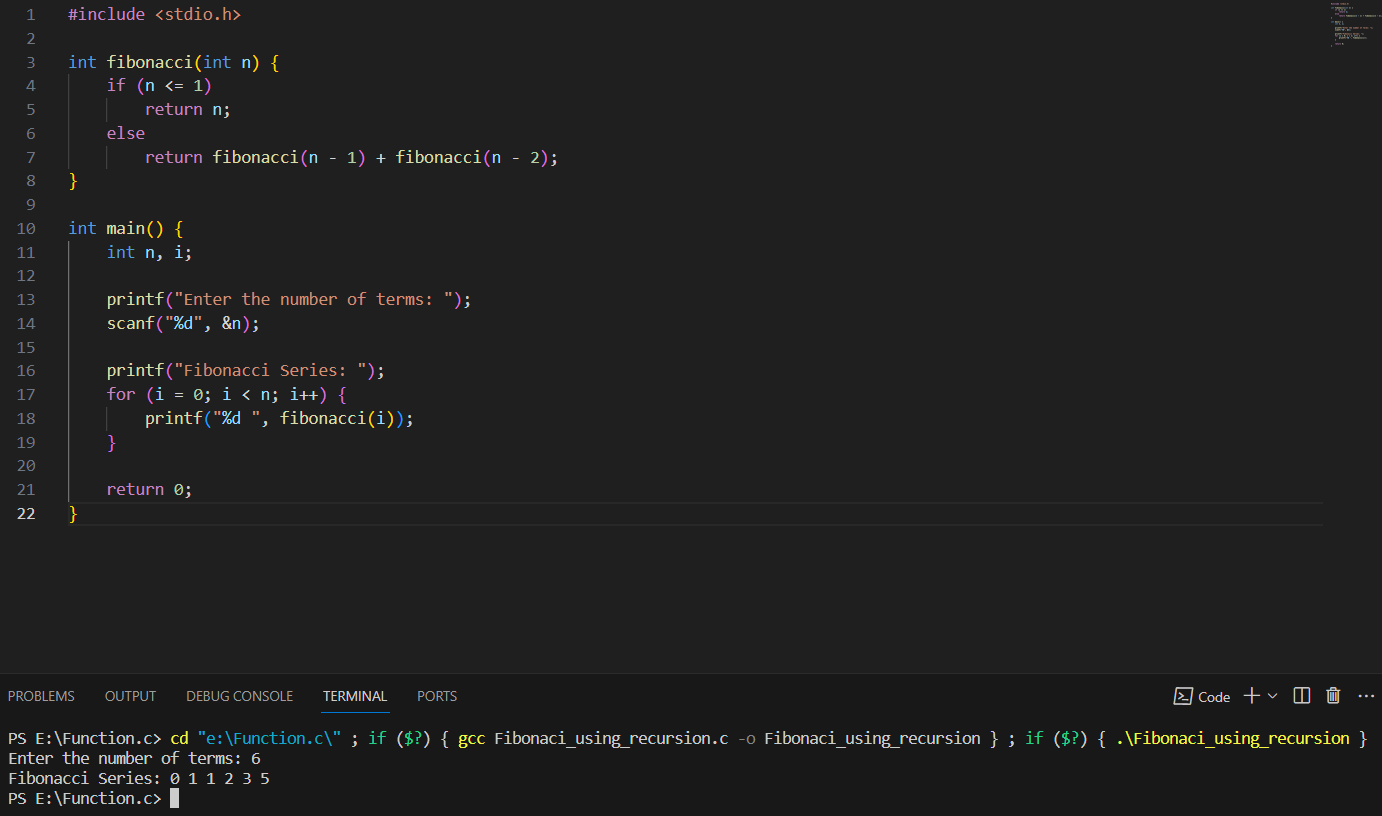 1 #include <stdio.h>
2
3 int fibonacci(int n) {
4     if (n <= 1)
5         return n;
6     else
7         return fibonacci(n - 1) + fibonacci(n - 2);
8 }
9
10 int main() {
11     int n, i;
12
13     printf("Enter the number of terms: ");
14     scanf("%d", &n);
15
16     printf("Fibonacci Series: ");
17     for (i = 0; i < n; i++) {
18         printf("%d ", fibonacci(i));
19     }
20
21     return 0;
22 }
PROBLEMS OUTPUT DEBUG CONSOLE TERMINAL PORTS Code
PS E:\Function.c> cd "e:\Function.c\" ; if ($?) { gcc Fibonaci_using_recursion.c -o Fibonaci_using_recursion } ; if ($?) { .\Fibonaci_using_recursion }
Enter the number of terms: 6
Fibonacci Series: 0 1 1 2 3 5
PS E:\Function.c>